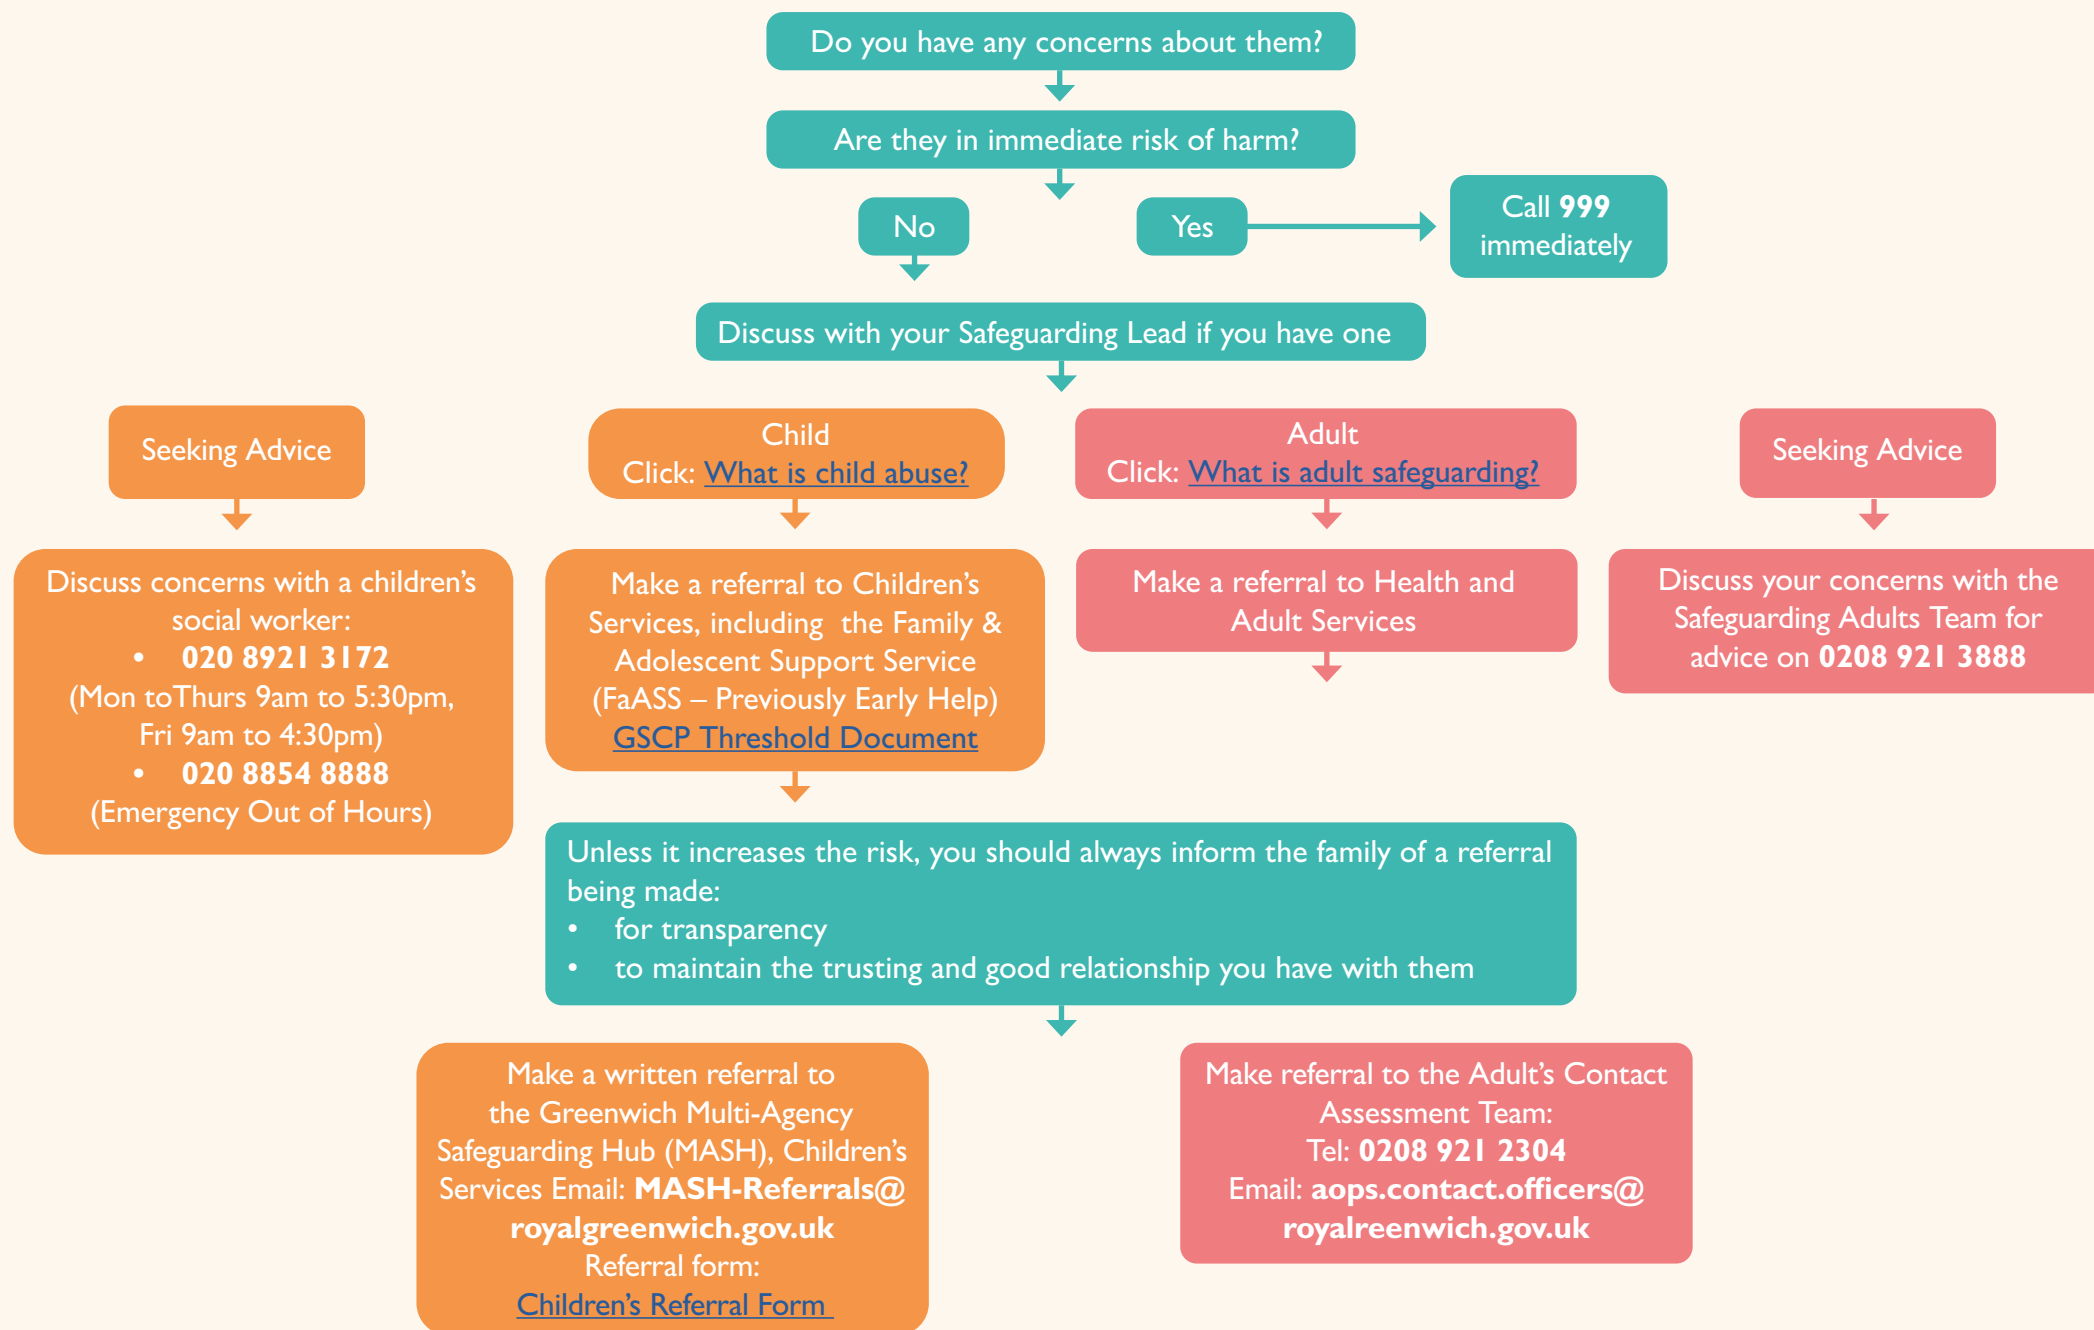 Do you have any concerns about them?
Are they in immediate risk of harm?
No
Yes
Call 999
immediately
Discuss with your Safeguarding Lead if you have one
Seeking Advice
Discuss concerns with a children's
social worker:
• 020 8921 3172
(Mon toThurs 9am to 5:30pm,
Fri 9am to 4:30pm)
• 020 8854 8888
(Emergency Out of Hours)
Child
Click: What is child abuse?
Make a referral to Children's
Services, including the Family &
Adolescent Support Service
(FaASS – Previously Early Help)
GSCP Threshold Document
Adult
Click: What is adult safeguarding?
Make a referral to Health and
Adult Services
Seeking Advice
Discuss your concerns with the
Safeguarding Adults Team for
advice on 0208 921 3888
Unless it increases the risk, you should always inform the family of a referral
being made:
• for transparency
• to maintain the trusting and good relationship you have with them
Make a written referral to
the Greenwich Multi-Agency
Safeguarding Hub (MASH), Children's
Services Email: MASH-Referrals@
royalgreenwich.gov.uk
Referral form:
Children's Referral Form
Make referral to the Adult's Contact
Assessment Team:
Tel: 0208 921 2304
Email: aops.contact.officers@
royalreenwich.gov.uk